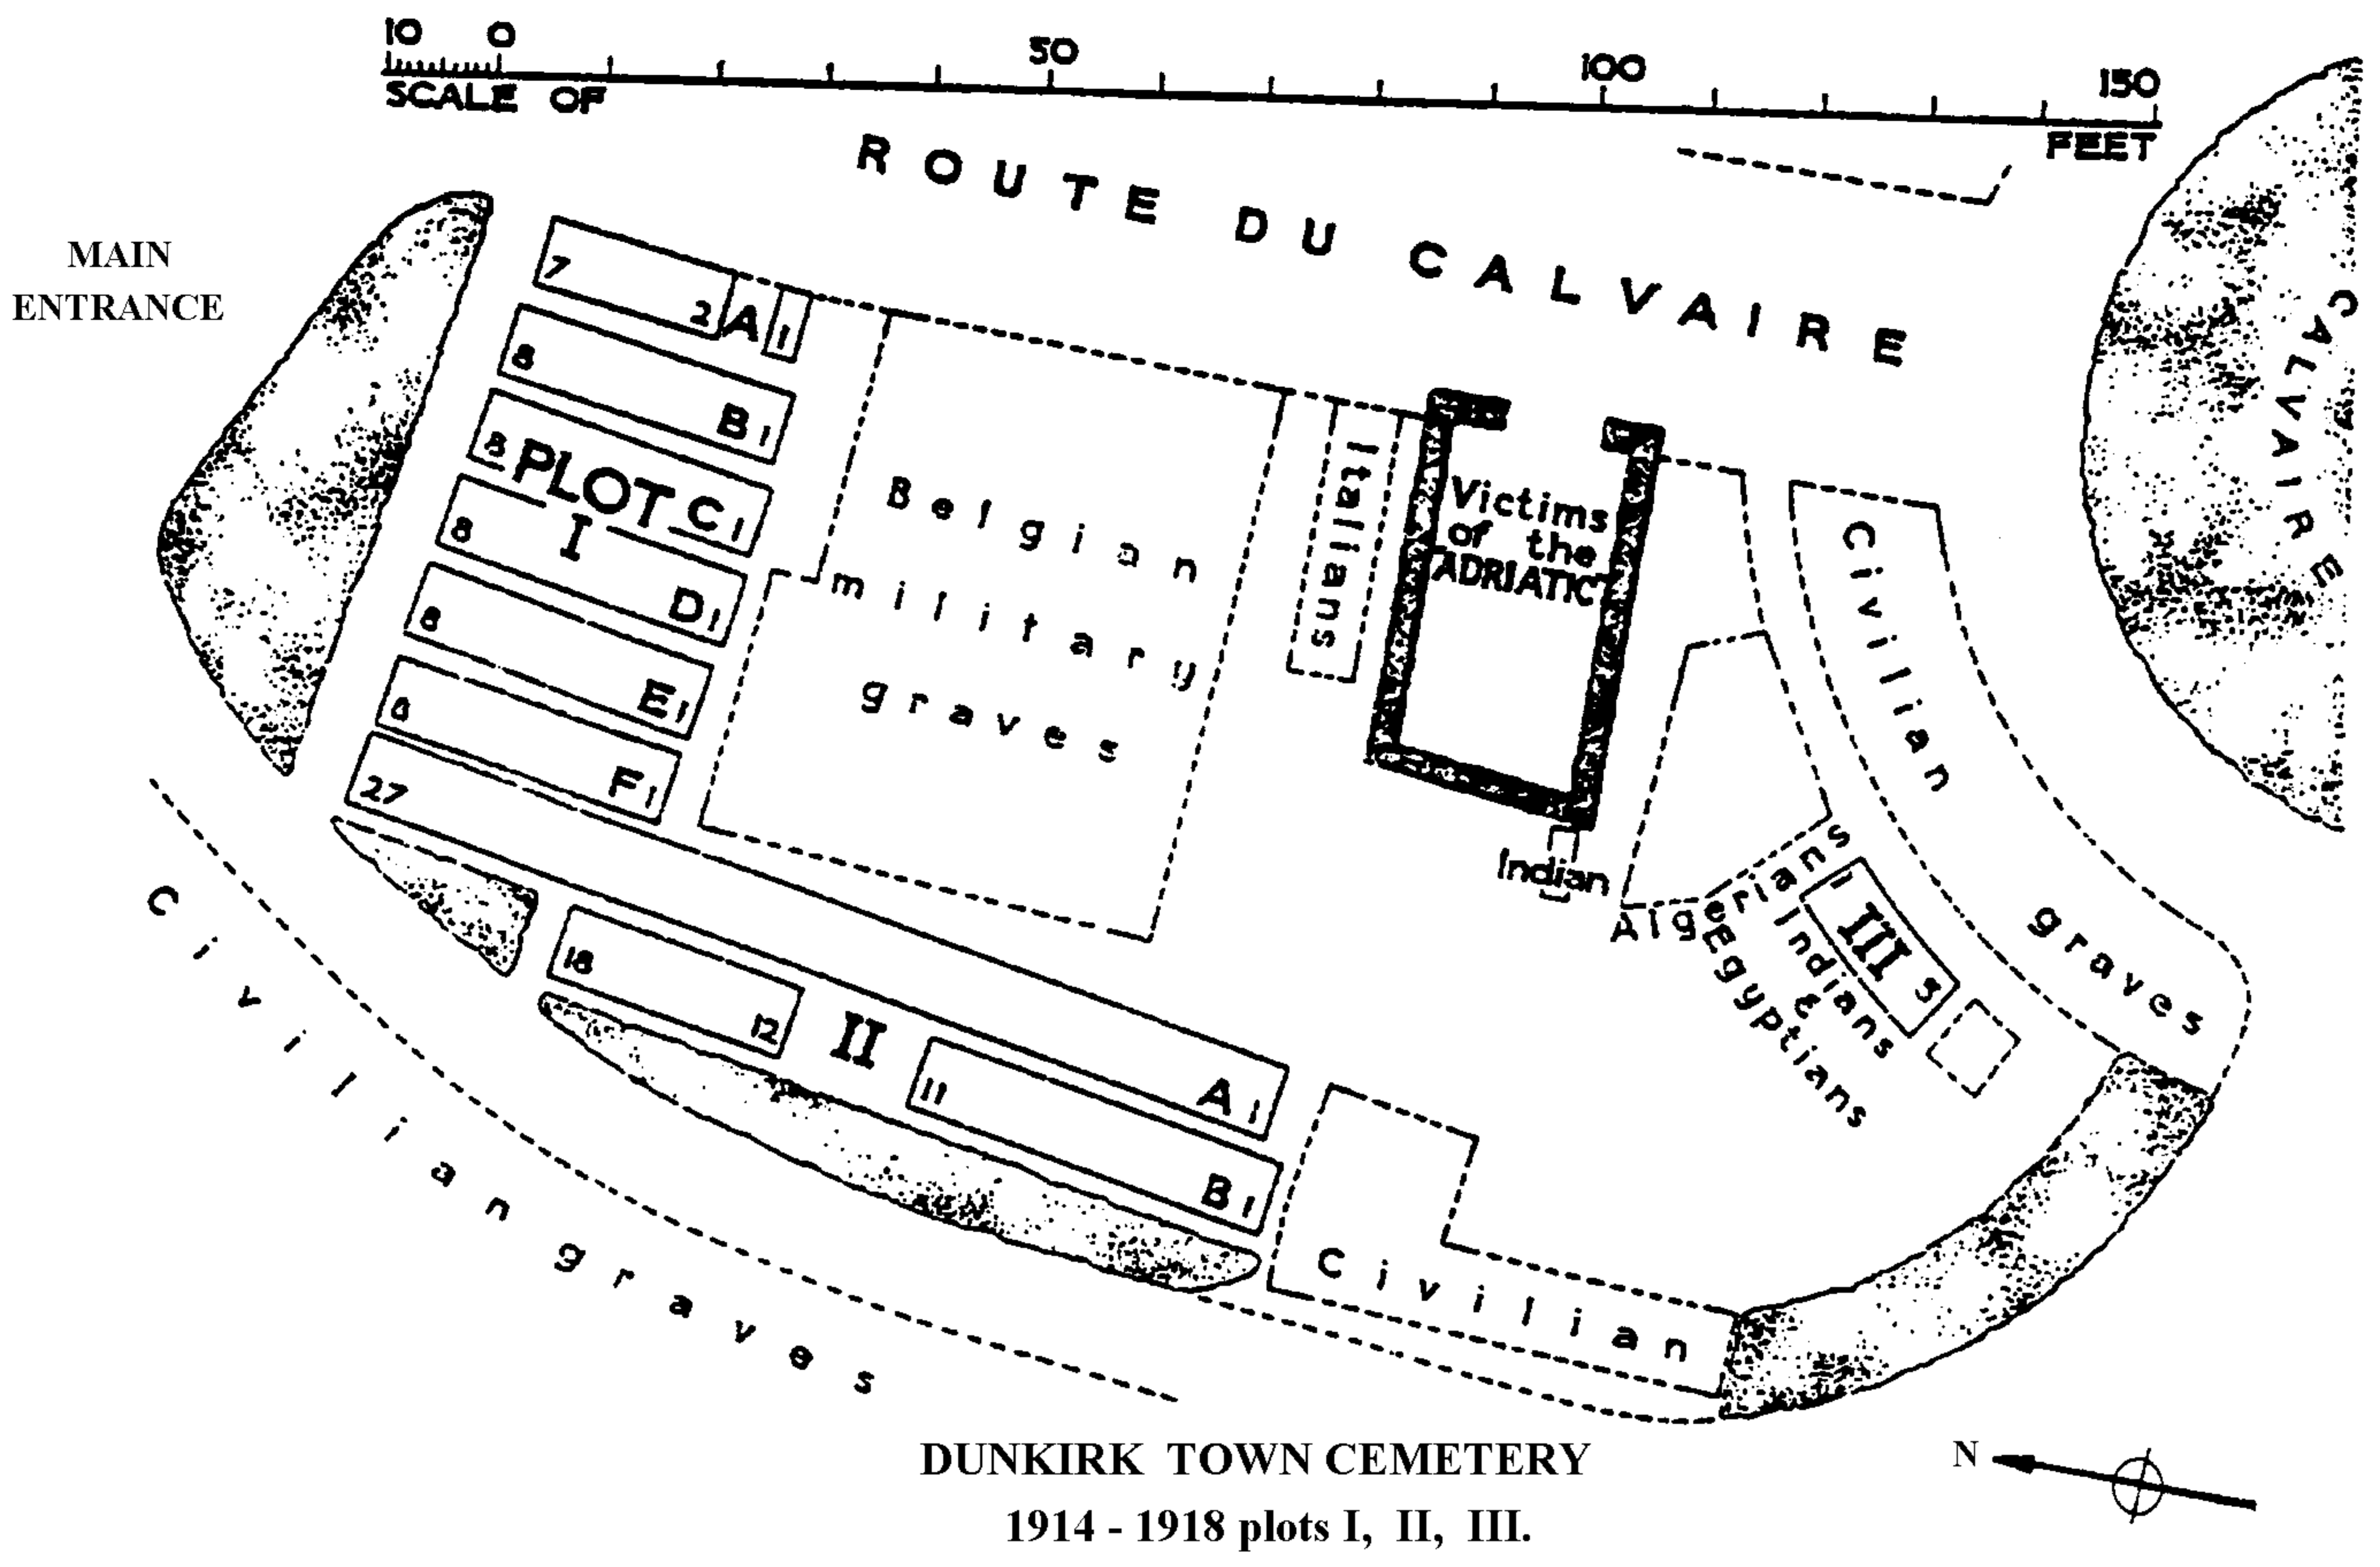 10 0 50 100 150
SCALE OF FEET
ROUTE DU CALVAIRE
CALVAIRE
MAIN
ENTRANCE
7 2 A 1
8 B 1
8 PLOT C 1
I
8 D 1
8 E 1
8 F 1
27 A 1
18 12
II
11 B 1
Belgian
military
graves
Italians
Victims
of the
ADRIATIC
Indian
Algerians
Indians
&
Egyptians
1 III 5
Civilian graves
Civilian graves
Civilian
DUNKIRK TOWN CEMETERY
1914 - 1918 plots I, II, III.
N